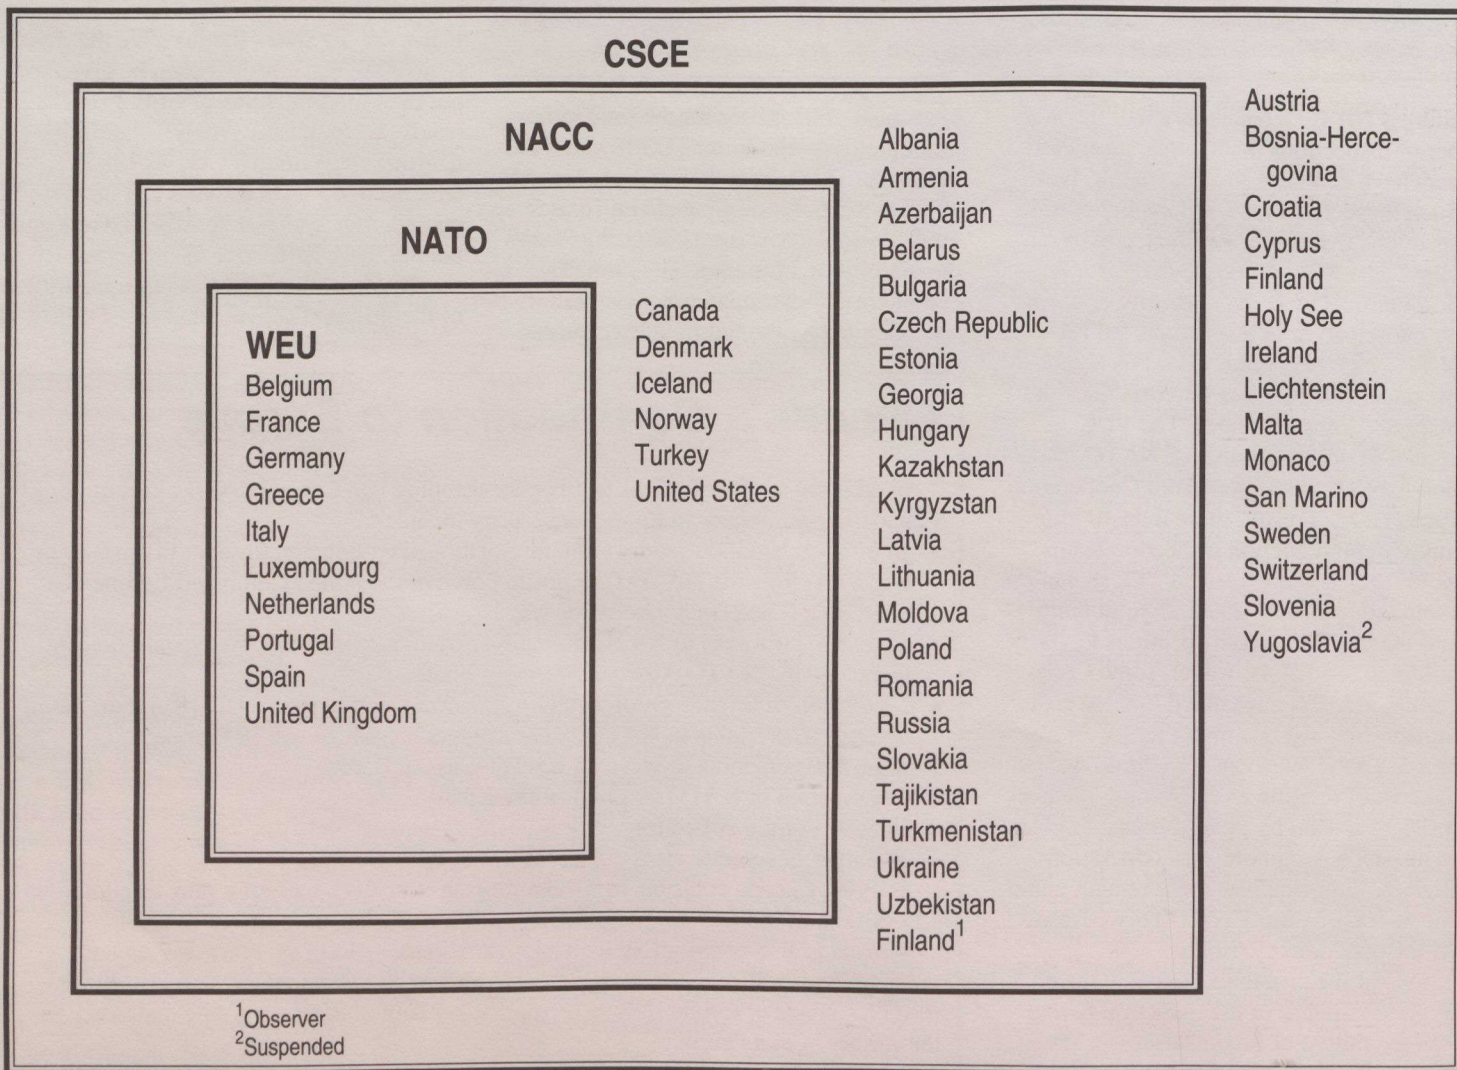 CSCE
NACC
NATO
WEU
Belgium
France
Germany
Greece
Italy
Luxembourg
Netherlands
Portugal
Spain
United Kingdom
Canada
Denmark
Iceland
Norway
Turkey
United States
Albania
Armenia
Azerbaijan
Belarus
Bulgaria
Czech Republic
Estonia
Georgia
Hungary
Kazakhstan
Kyrgyzstan
Latvia
Lithuania
Moldova
Poland
Romania
Russia
Slovakia
Tajikistan
Turkmenistan
Ukraine
Uzbekistan
Finland¹
Austria
Bosnia-Herce-
govina
Croatia
Cyprus
Finland
Holy See
Ireland
Liechtenstein
Malta
Monaco
San Marino
Sweden
Switzerland
Slovenia
Yugoslavia²
¹Observer
²Suspended